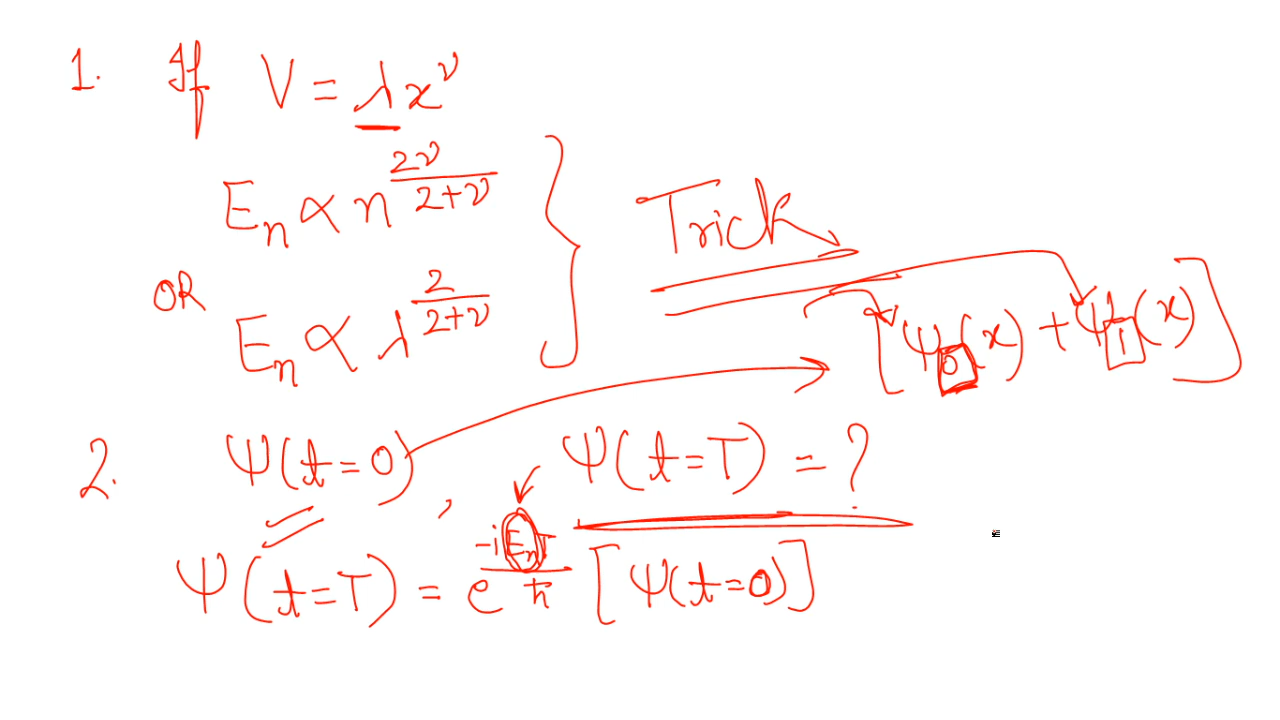 1. If V = λx^ν
E_n ∝ n^(2ν/(2+ν))
OR
E_n ∝ λ^(2/(2+ν))
Trick
[ψ_0(x) + ψ_1(x)]
2. ψ(t=0), ψ(t=T) = ?
ψ(t=T) = e^(-iE_nT/ħ) [ψ(t=0)]